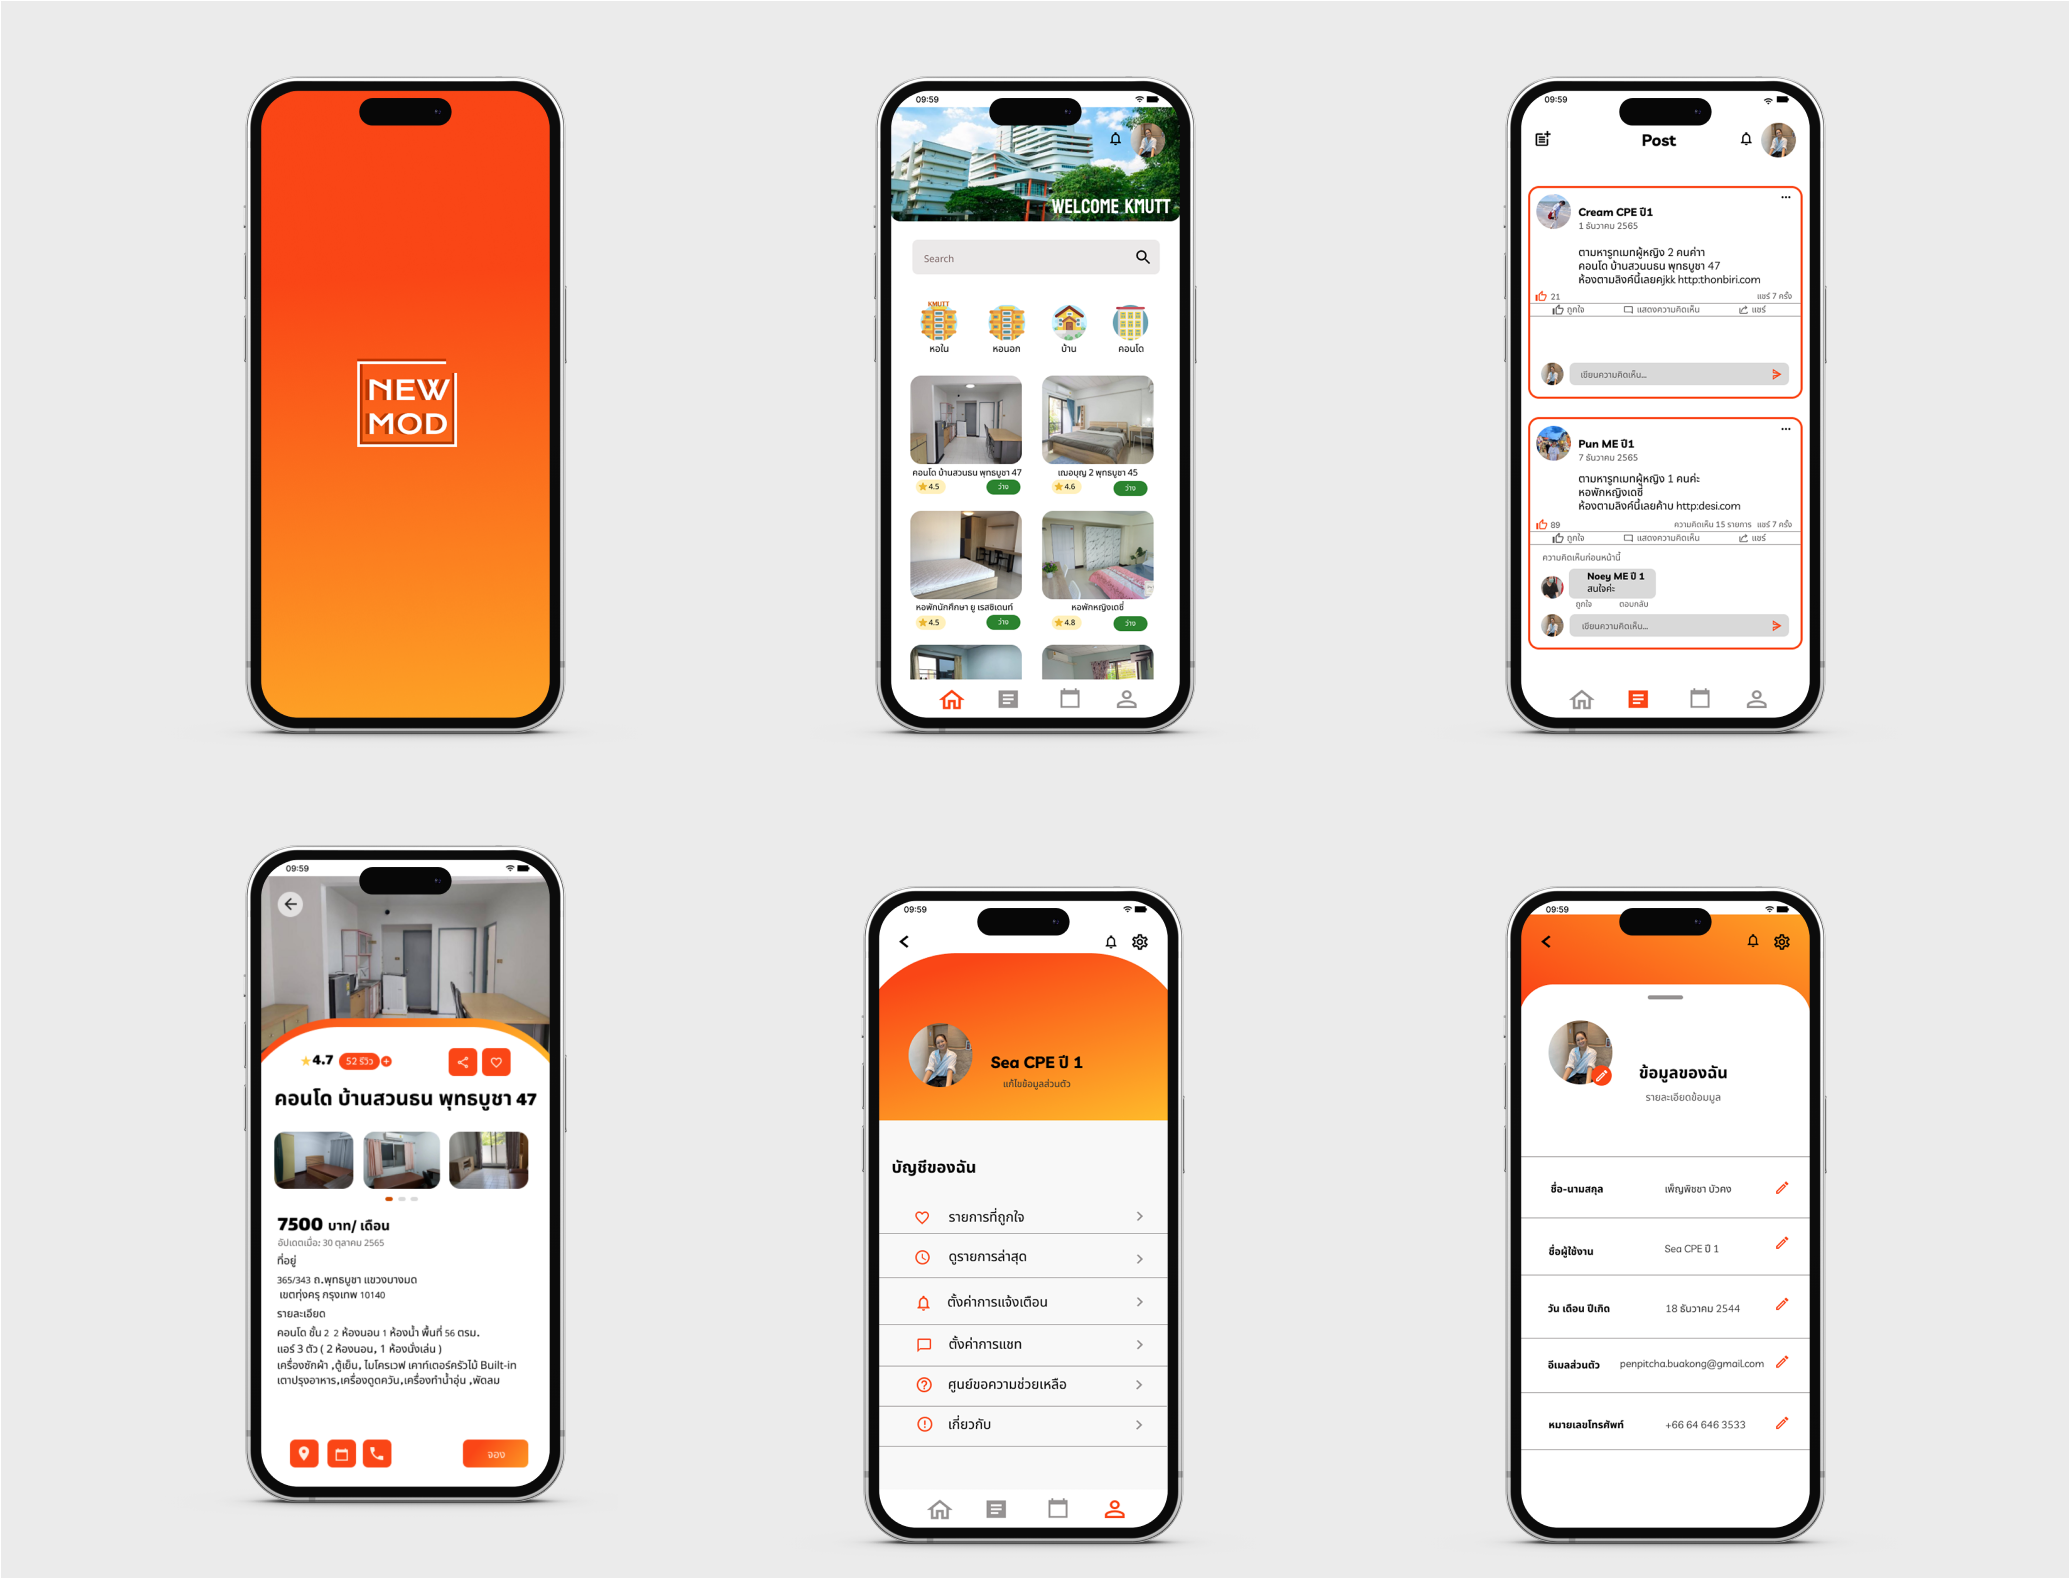 NEW
MOD
09:59
WELCOME KMUTT
Search
KMUTT
หอใน
หอนอก
บ้าน
คอนโด
คอนโด บ้านสวนธน พุทธบูชา 47
เฌอบุญ 2 พุทธบูชา 45
4.5
ว่าง
4.6
ว่าง
หอพักนักศึกษา ยู เรสซิเดนท์
หอพักหญิงเดซี่
4.5
ว่าง
4.8
ว่าง
09:59
Post
Cream CPE ปี1
1 ธันวาคม 2565
ตามหารูทเมทผู้หญิง 2 คนค่าา
คอนโด บ้านสวนนธน พุทธบูชา 47
ห้องตามลิงค์นี้เลยคjkk http:thonbiri.com
21
แชร์ 7 ครั้ง
ถูกใจ
แสดงความคิดเห็น
แชร์
เขียนความคิดเห็น...
Pun ME ปี1
7 ธันวาคม 2565
ตามหารูทเมทผู้หญิง 1 คนค่ะ
หอพักหญิงเดซี่
ห้องตามลิงค์นี้เลยค้าบ http:desi.com
89
ความคิดเห็น 15 รายการ แชร์ 7 ครั้ง
ถูกใจ
แสดงความคิดเห็น
แชร์
ความคิดเห็นก่อนหน้านี้
Noey ME ปี 1
สนใจค่ะ
ถูกใจ
ตอบกลับ
เขียนความคิดเห็น...
09:59
4.7
52 รีวิว
คอนโด บ้านสวนธน พุทธบูชา 47
7500 บาท/ เดือน
อัปเดตเมื่อ: 30 ตุลาคม 2565
ที่อยู่
365/343 ถ.พุทธบูชา แขวงบางมด
เขตทุ่งครุ กรุงเทพ 10140
รายละเอียด
คอนโด ชั้น 2 2 ห้องนอน 1 ห้องน้ำ พื้นที่ 56 ตรม.
แอร์ 3 ตัว ( 2 ห้องนอน, 1 ห้องนั่งเล่น )
เครื่องซักผ้า ,ตู้เย็น, ไมโครเวฟ เคาท์เตอร์ครัวไม้ Built-in
เตาปรุงอาหาร,เครื่องดูดควัน,เครื่องทำน้ำอุ่น ,พัดลม
จอง
09:59
Sea CPE ปี 1
แก้ไขข้อมูลส่วนตัว
บัญชีของฉัน
รายการที่ถูกใจ
ดูรายการล่าสุด
ตั้งค่าการแจ้งเตือน
ตั้งค่าการแชท
ศูนย์ขอความช่วยเหลือ
เกี่ยวกับ
09:59
ข้อมูลของฉัน
รายละเอียดข้อมมูล
ชื่อ-นามสกุล
เพ็ญพิชชา บัวคง
ชื่อผู้ใช้งาน
Sea CPE ปี 1
วัน เดือน ปีเกิด
18 ธันวาคม 2544
อีเมลส่วนตัว
penpitcha.buakong@gmail.com
หมายเลขโทรศัพท์
+66 64 646 3533